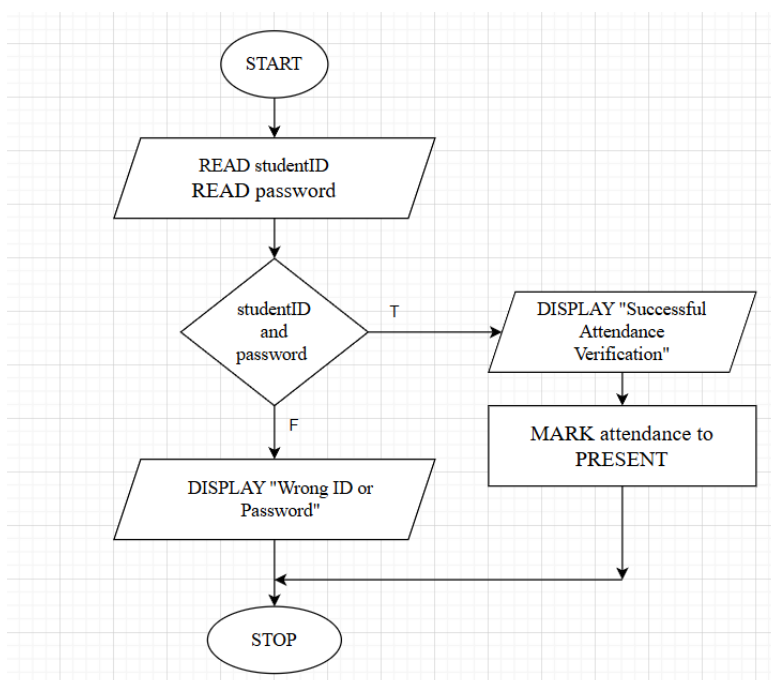 START
READ studentID
READ password
studentID
and
password
T
DISPLAY "Successful
Attendance
Verification"
F
MARK attendance to
PRESENT
DISPLAY "Wrong ID or
Password"
STOP